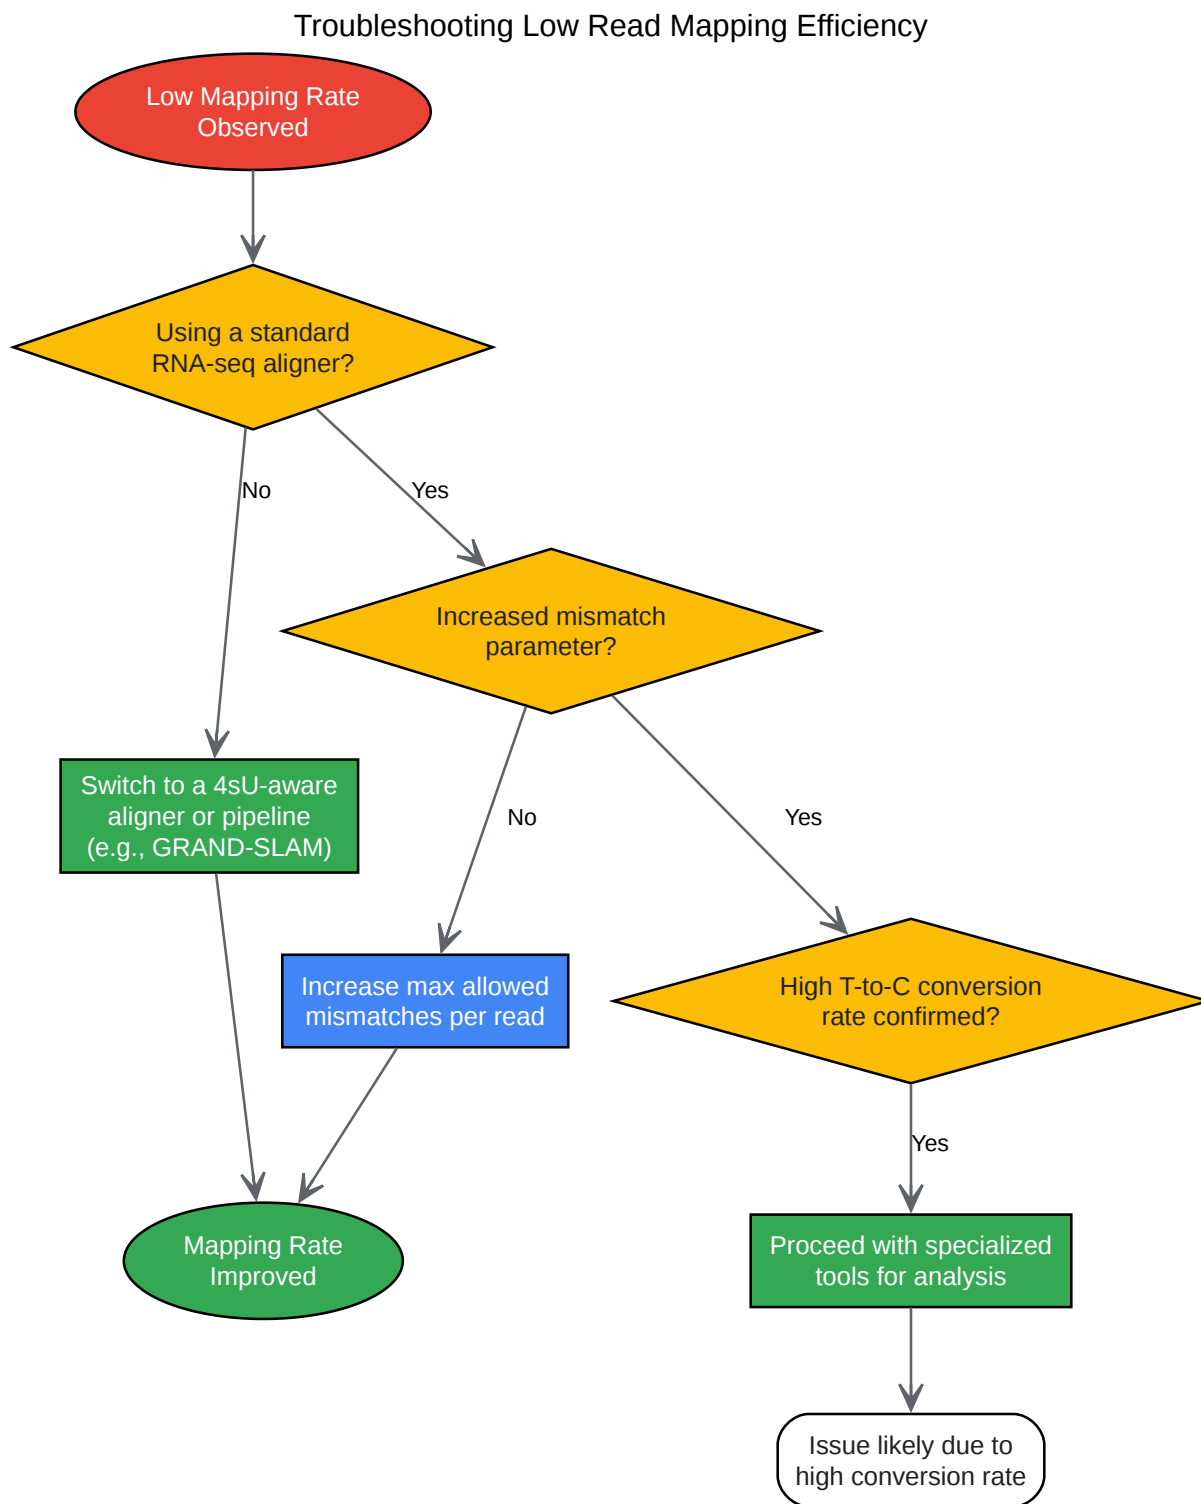 Troubleshooting Low Read Mapping Efficiency
Low Mapping Rate
Observed
Using a standard
RNA-seq aligner?
No
Yes
Increased mismatch
parameter?
Switch to a 4sU-aware
aligner or pipeline
(e.g., GRAND-SLAM)
No
Yes
Increase max allowed
mismatches per read
High T-to-C conversion
rate confirmed?
Yes
Mapping Rate
Improved
Proceed with specialized
tools for analysis
Issue likely due to
high conversion rate